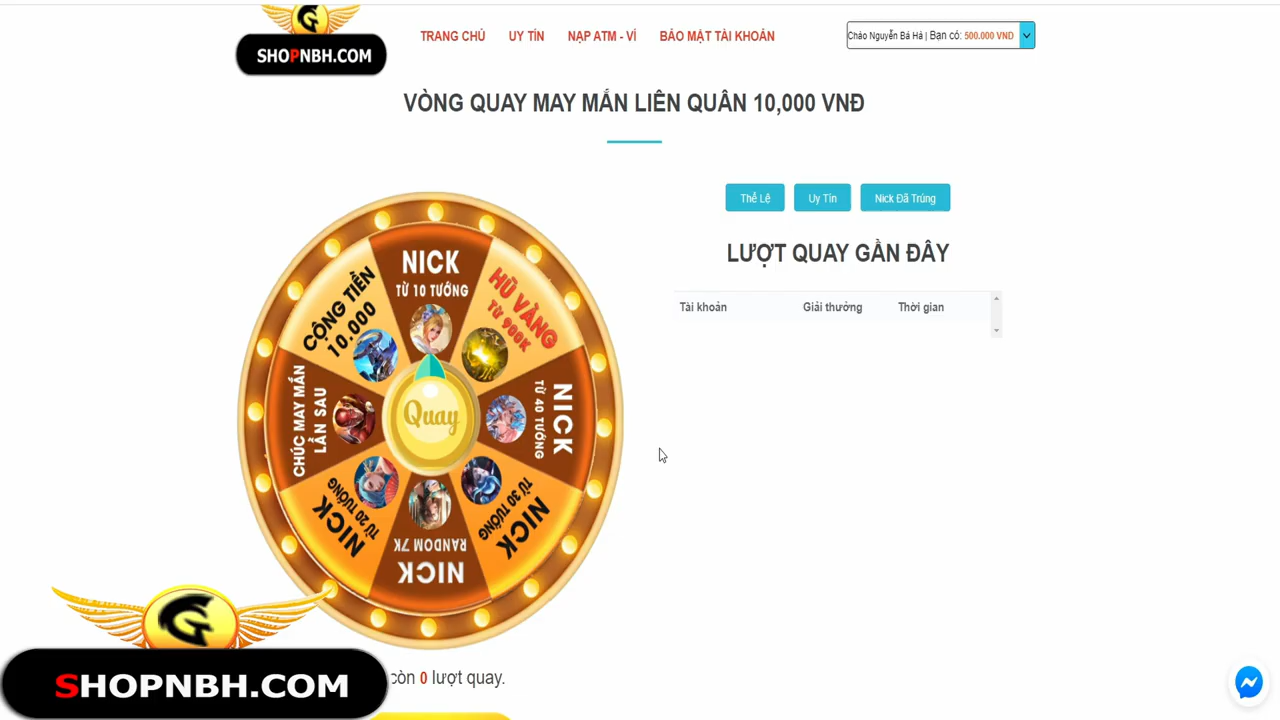 SHOPNBH.COM
TRANG CHỦ
UY TÍN
NẠP ATM - VÍ
BẢO MẬT TÀI KHOẢN
Chào Nguyễn Bá Hà | Bạn có: 500.000 VND
VÒNG QUAY MAY MẮN LIÊN QUÂN 10,000 VNĐ
Thể Lệ
Uy Tín
Nick Đã Trúng
LƯỢT QUAY GẦN ĐÂY
Tài khoản
Giải thưởng
Thời gian
NICK
TỪ 10 TƯỚNG
HŨ VÀNG
TỪ 900K
NICK
TỪ 40 TƯỚNG
NICK
TỪ 30 TƯỚNG
NICK
RANDOM 7K
NICK
TỪ 20 TƯỚNG
CHÚC MAY MẮN
LẦN SAU
CỘNG TIỀN
10.000
Quay
còn 0 lượt quay.
SHOPNBH.COM